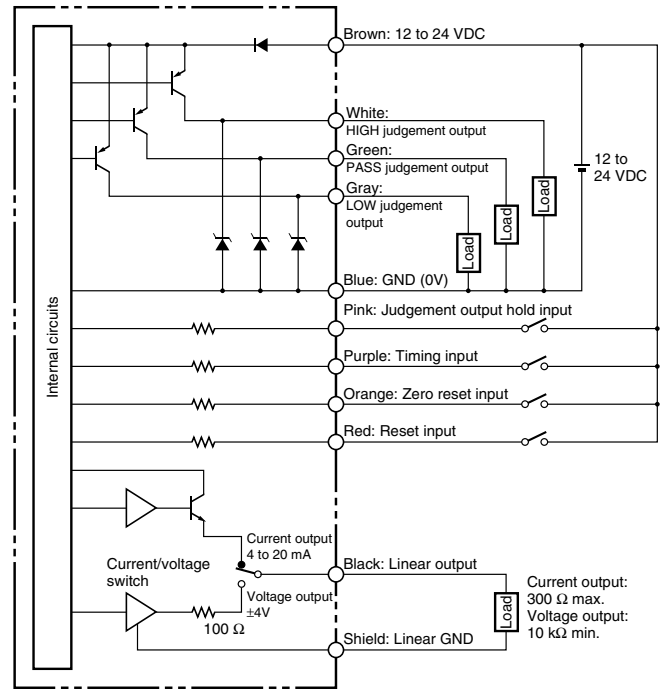 Brown: 12 to 24 VDC
White:
HIGH judgement output
Green:
PASS judgement output
Gray:
LOW judgement
output
Load
Load
Load
12 to
24 VDC
Blue: GND (0V)
Pink: Judgement output hold input
Purple: Timing input
Orange: Zero reset input
Red: Reset input
Internal circuits
Current output
4 to 20 mA
Current/voltage
switch
Black: Linear output
Voltage output
±4V
100 Ω
Shield: Linear GND
Load
Current output:
300 Ω max.
Voltage output:
10 kΩ min.